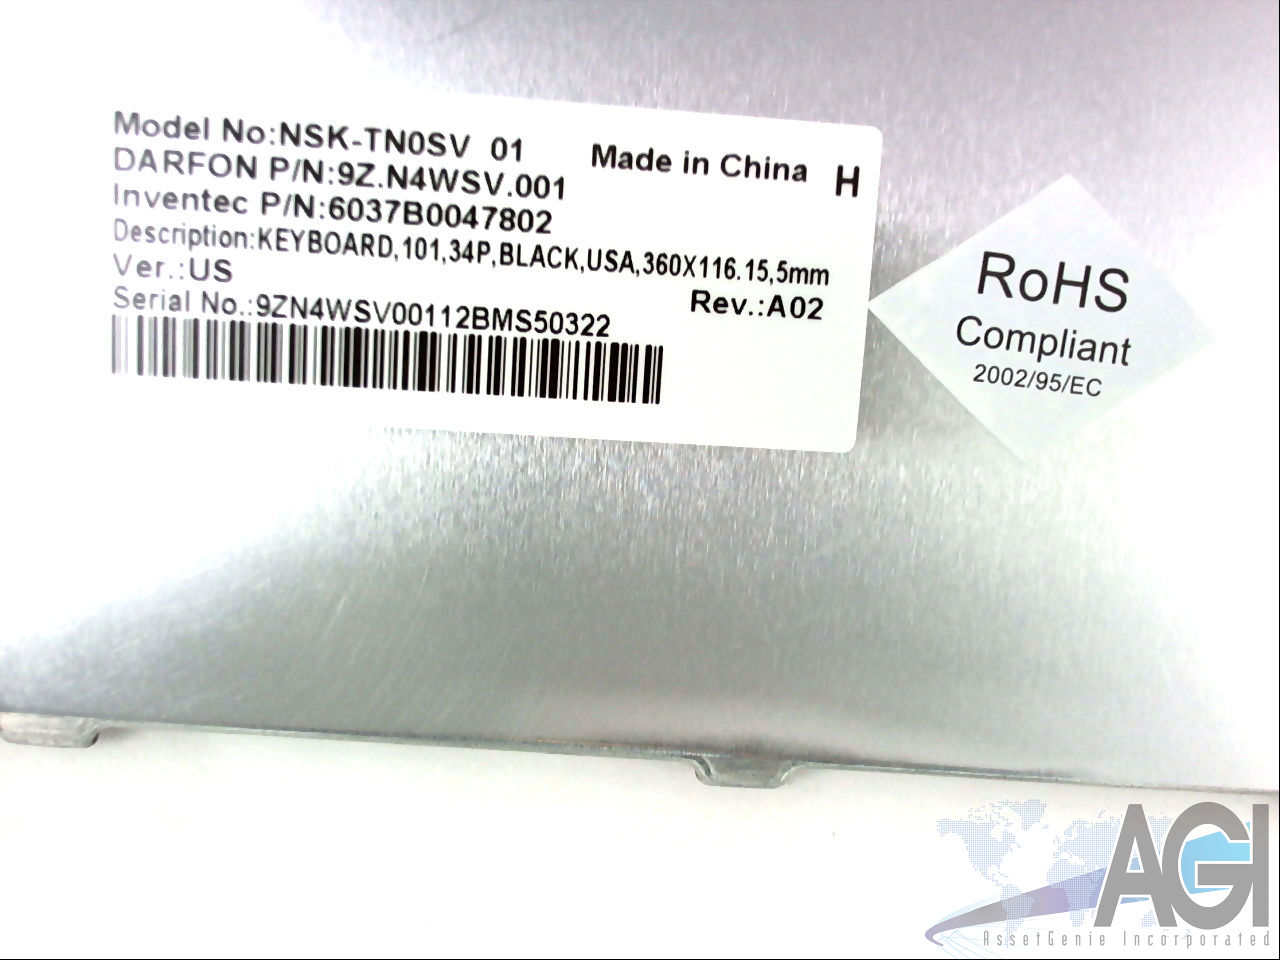 Model No:NSK-TN0SV 01
Made in China H
DARFON P/N:9Z.N4WSV.001
Inventec P/N:6037B0047802
Description:KEYBOARD,101,34P,BLACK,USA,360X116.15,5mm
Ver.:US
Rev.:A02
Serial No.:9ZN4WSV00112BMS50322
RoHS
Compliant
2002/95/EC
AGI
AssetGenie Incorporated